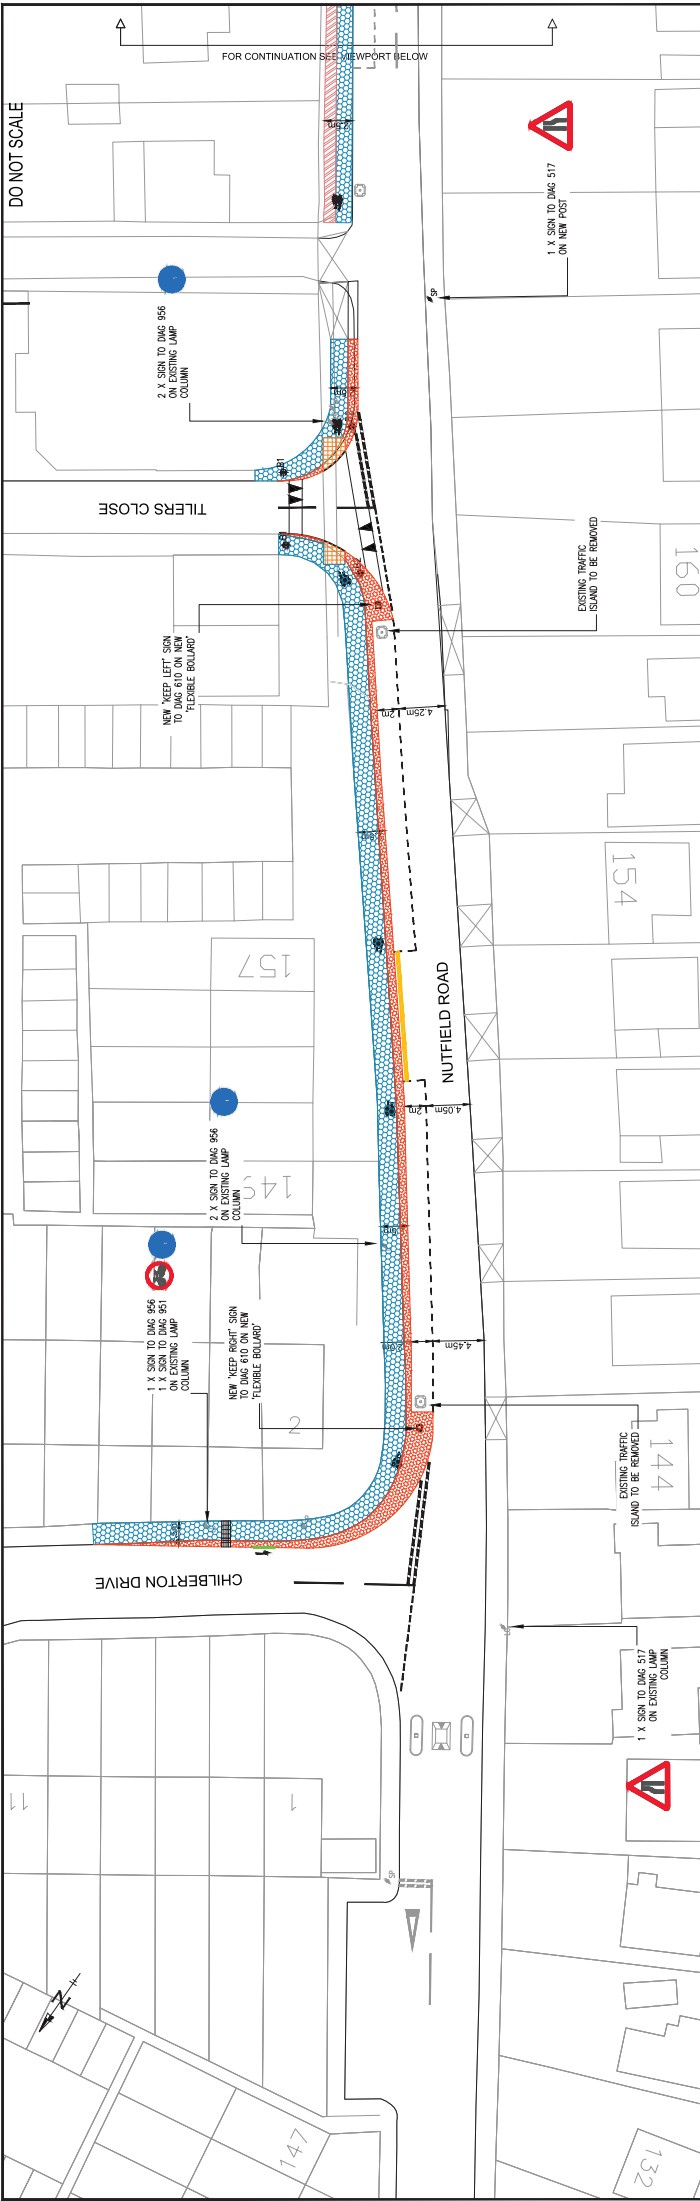 FOR CONTINUATION SEE VIEWPORT BELOW
DO NOT SCALE
2.5m
1 X SIGN TO DIAG 517
ON NEW POST
SP
2 X SIGN TO DIAG 956
ON EXISTING LAMP
COLUMN
TILERS CLOSE
NEW 'KEEP LEFT' SIGN
TO DIAG 610 ON NEW
'FLEXIBLE BOLLARD'
EXISTING TRAFFIC
ISLAND TO BE REMOVED
160
2m
4.25m
154
157
NUTFIELD ROAD
2m
4.05m
2 X SIGN TO DIAG 956
ON EXISTING LAMP
COLUMN
149
1 X SIGN TO DIAG 956
1 X SIGN TO DIAG 951
ON EXISTING LAMP
COLUMN
NEW 'KEEP RIGHT' SIGN
TO DIAG 610 ON NEW
'FLEXIBLE BOLLARD'
2
4.45m
EXISTING TRAFFIC
ISLAND TO BE REMOVED
144
CHILBERTON DRIVE
1 X SIGN TO DIAG 517
ON EXISTING LAMP
COLUMN
11
1
SP
N
147
132